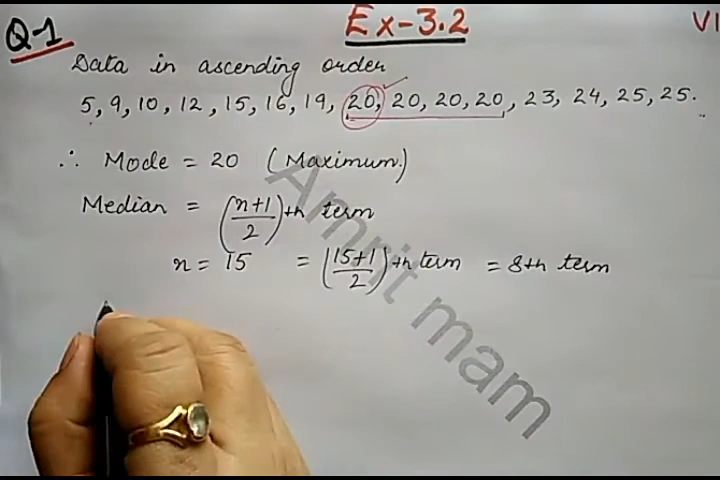 Q-1
Ex-3.2
VI
Data in ascending order
5, 9, 10, 12, 15, 16, 19, 20, 20, 20, 20, 23, 24, 25, 25.
∴ Mode = 20 (Maximum)
Median = (n+1/2)th term
n = 15 = (15+1/2)th term = 8th term
Amrit mam